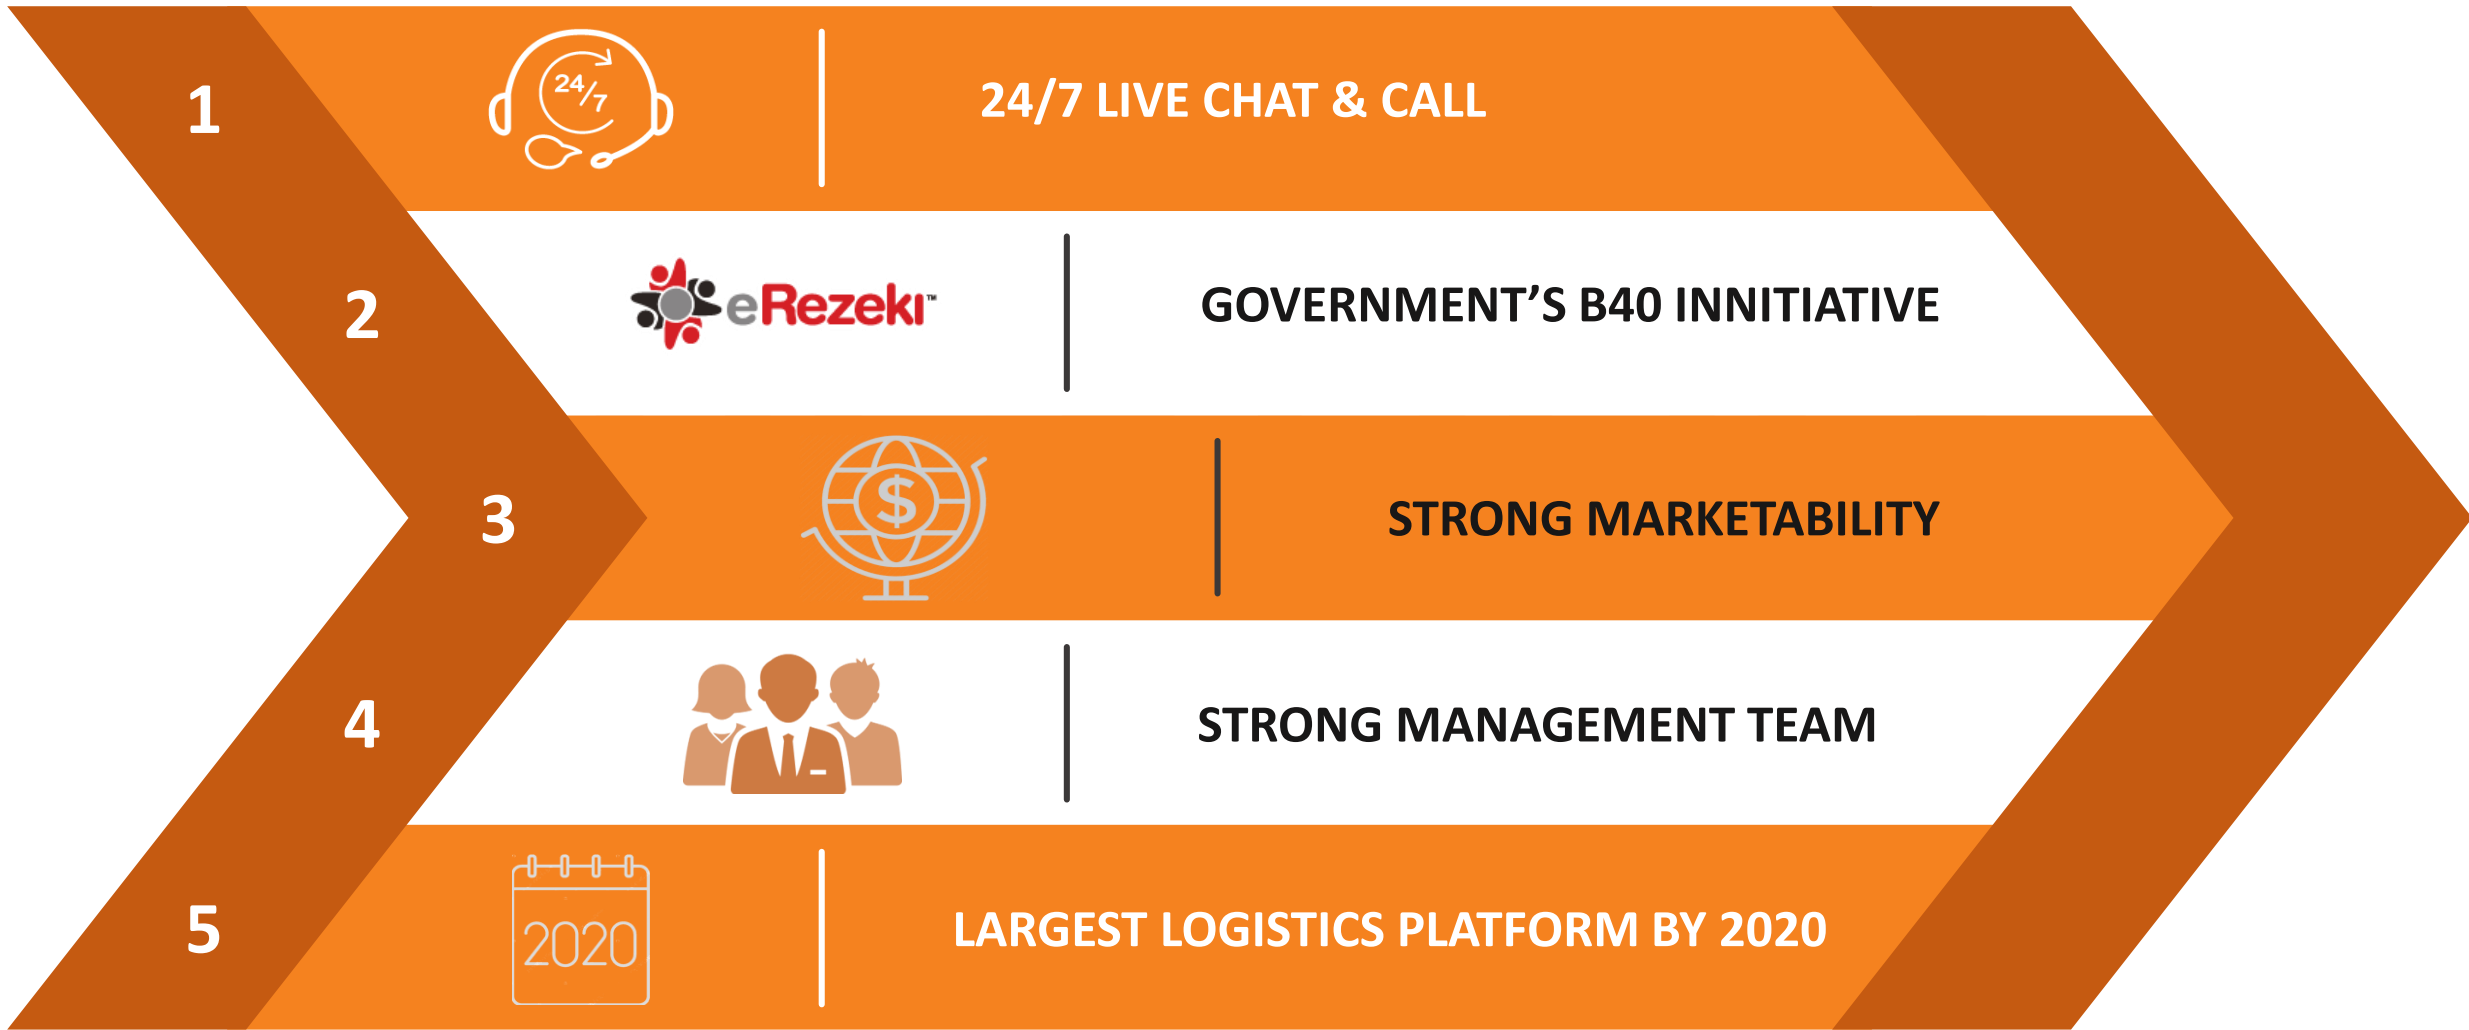 1
24/7
24/7 LIVE CHAT & CALL
2
eRezeki™
GOVERNMENT’S B40 INNITIATIVE
3
$
STRONG MARKETABILITY
4
STRONG MANAGEMENT TEAM
5
2020
LARGEST LOGISTICS PLATFORM BY 2020